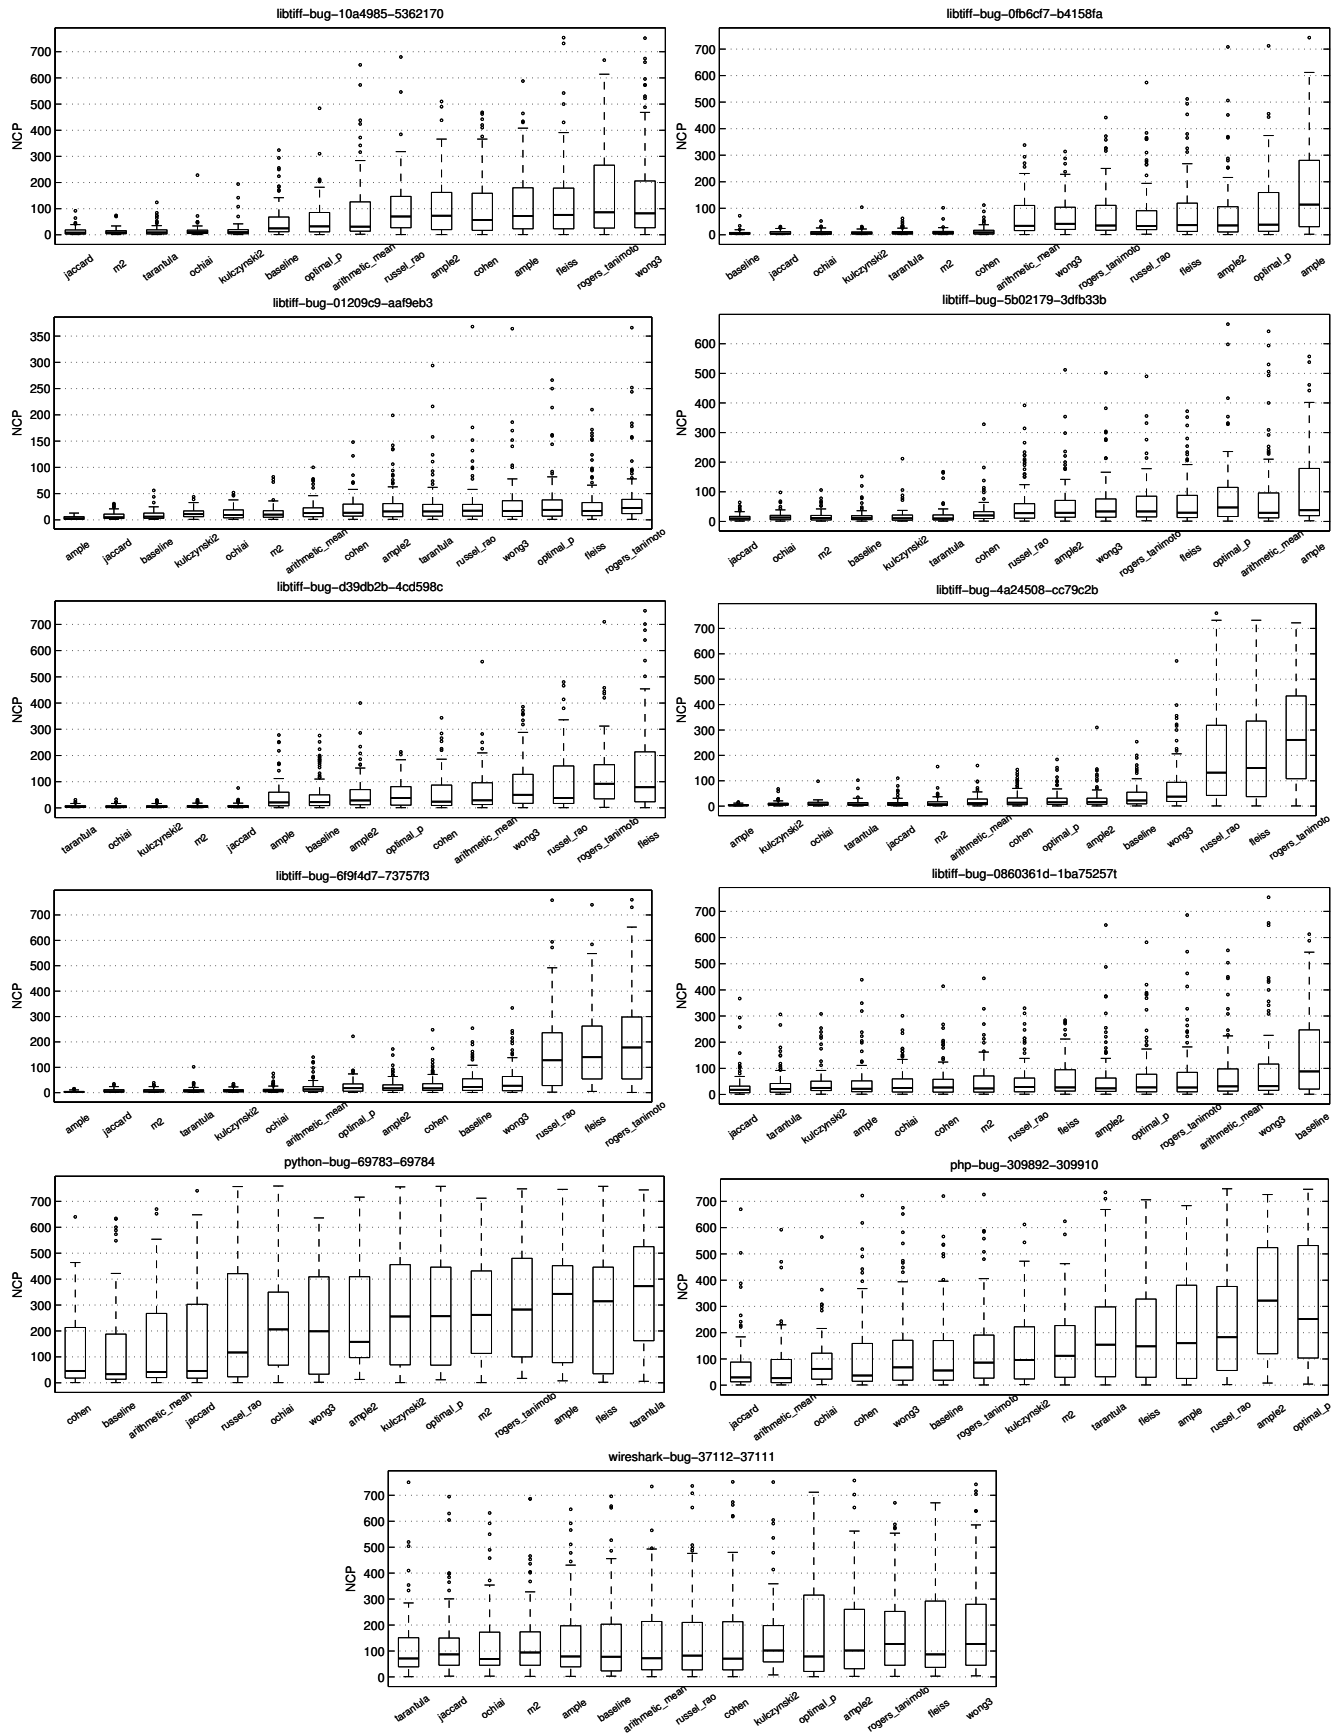 libtiff-bug-10a4985-5362170
NCP
700
600
500
400
300
200
100
0
jaccard
m2
tarantula
ochiai
kulczynski2
baseline
optimal_p
arithmetic_mean
russel_rao
ample2
cohen
ample
fleiss
rogers_tanimoto
wong3
libtiff-bug-0fb6cf7-b4158fa
NCP
700
600
500
400
300
200
100
0
baseline
jaccard
ochiai
kulczynski2
tarantula
m2
cohen
arithmetic_mean
wong3
rogers_tanimoto
russel_rao
fleiss
ample2
optimal_p
ample
libtiff-bug-01209c9-aaf9eb3
NCP
350
300
250
200
150
100
50
0
ample
jaccard
baseline
kulczynski2
ochiai
m2
arithmetic_mean
cohen
ample2
tarantula
russel_rao
wong3
optimal_p
fleiss
rogers_tanimoto
libtiff-bug-5b02179-3dfb33b
NCP
600
500
400
300
200
100
0
jaccard
ochiai
m2
baseline
kulczynski2
tarantula
cohen
russel_rao
ample2
wong3
rogers_tanimoto
fleiss
optimal_p
arithmetic_mean
ample
libtiff-bug-d39db2b-4cd598c
NCP
700
600
500
400
300
200
100
0
tarantula
ochiai
kulczynski2
m2
jaccard
ample
baseline
ample2
optimal_p
cohen
arithmetic_mean
wong3
russel_rao
rogers_tanimoto
fleiss
libtiff-bug-4a24508-cc79c2b
NCP
700
600
500
400
300
200
100
0
ample
kulczynski2
ochiai
tarantula
jaccard
m2
arithmetic_mean
cohen
optimal_p
ample2
baseline
wong3
russel_rao
fleiss
rogers_tanimoto
libtiff-bug-6f9f4d7-73757f3
NCP
700
600
500
400
300
200
100
0
ample
jaccard
m2
tarantula
kulczynski2
ochiai
arithmetic_mean
optimal_p
ample2
cohen
baseline
wong3
russel_rao
fleiss
rogers_tanimoto
libtiff-bug-0860361d-1ba75257t
NCP
700
600
500
400
300
200
100
0
jaccard
tarantula
kulczynski2
ample
ochiai
cohen
m2
russel_rao
fleiss
ample2
optimal_p
rogers_tanimoto
arithmetic_mean
wong3
baseline
python-bug-69783-69784
NCP
700
600
500
400
300
200
100
0
cohen
baseline
arithmetic_mean
jaccard
russel_rao
ochiai
wong3
ample2
kulczynski2
optimal_p
m2
rogers_tanimoto
ample
fleiss
tarantula
php-bug-309892-309910
NCP
700
600
500
400
300
200
100
0
jaccard
arithmetic_mean
ochiai
cohen
wong3
baseline
rogers_tanimoto
kulczynski2
m2
tarantula
fleiss
ample
russel_rao
ample2
optimal_p
wireshark-bug-37112-37111
NCP
700
600
500
400
300
200
100
0
tarantula
jaccard
ochiai
m2
ample
baseline
arithmetic_mean
russel_rao
cohen
kulczynski2
optimal_p
ample2
rogers_tanimoto
fleiss
wong3